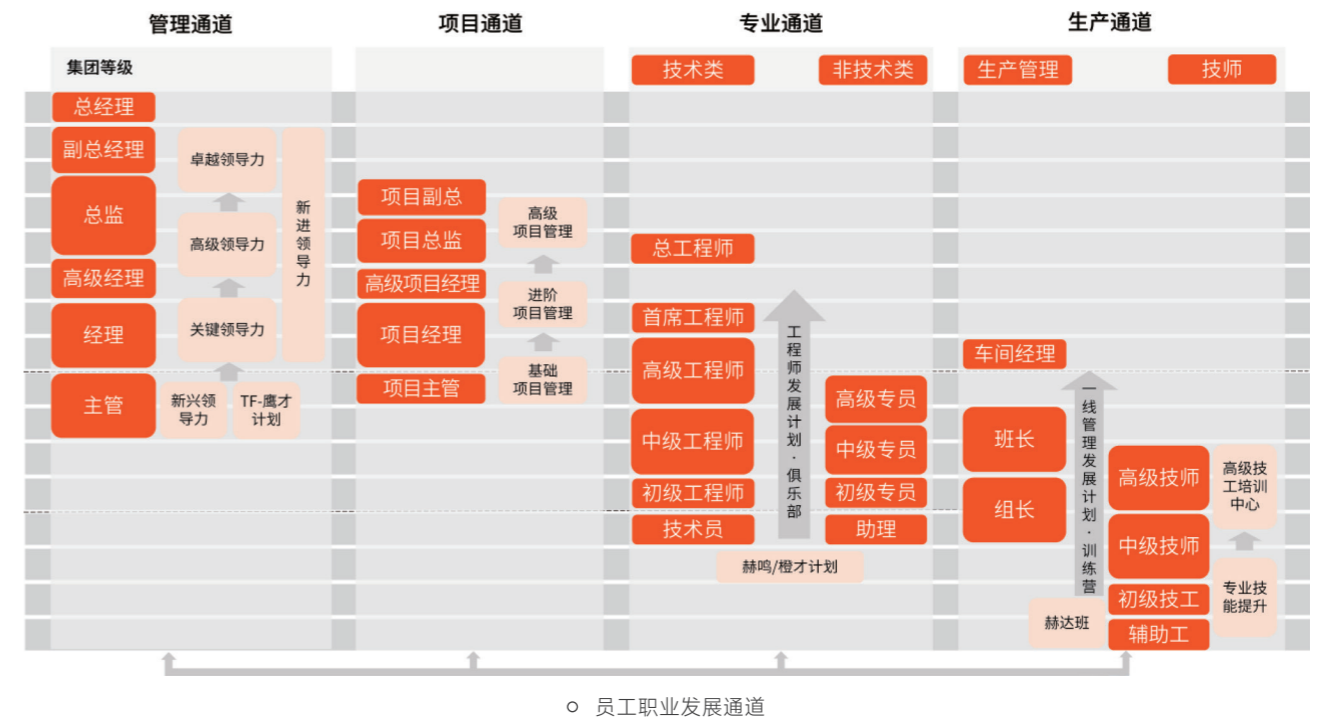 管理通道
项目通道
专业通道
生产通道
集团等级
技术类
非技术类
生产管理
技师
总经理
副总经理
总监
高级经理
经理
主管
卓越领导力
高级领导力
关键领导力
新兴领
导力
TF-鹰才
计划
新进领导力
项目副总
项目总监
高级项目经理
项目经理
项目主管
高级
项目管理
进阶
项目管理
基础
项目管理
总工程师
首席工程师
高级工程师
中级工程师
初级工程师
技术员
工程师发展计划·俱乐部
高级专员
中级专员
初级专员
助理
赫鸣/橙才计划
车间经理
班长
组长
一线管理发展计划·训练营
赫达班
高级技师
中级技师
初级技工
辅助工
高级技
工培训
中心
专业技
能提升
员工职业发展通道